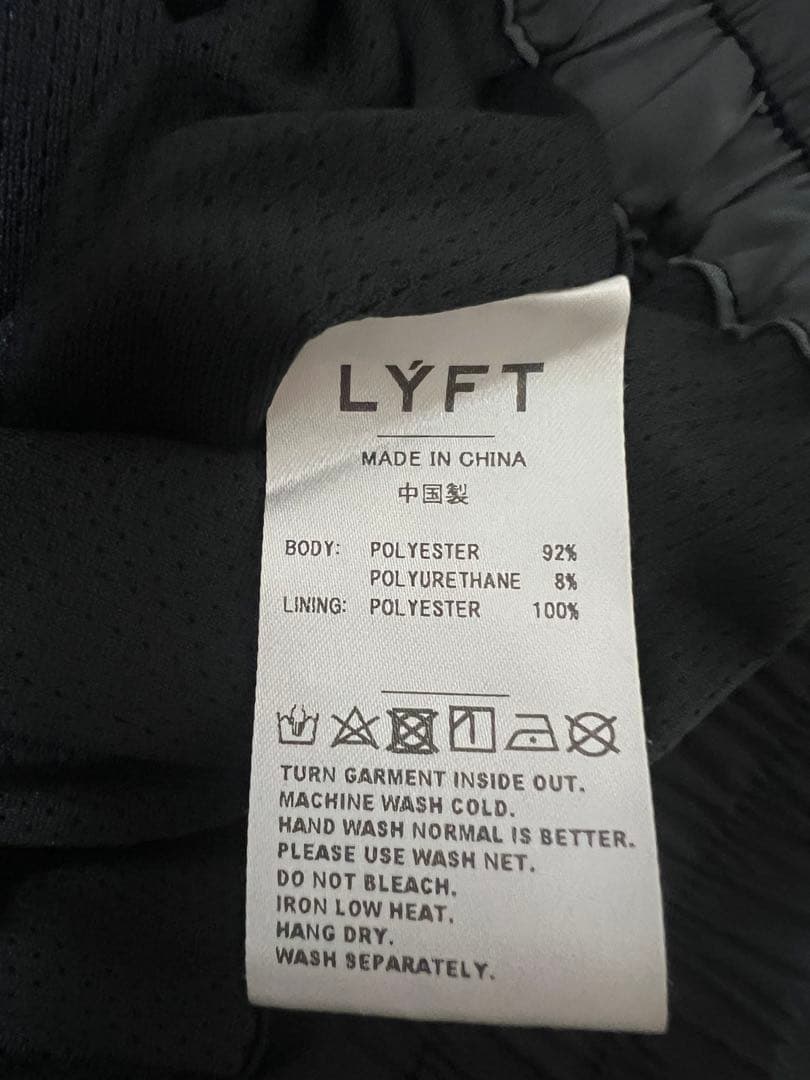 LÝFT
MADE IN CHINA
中国製
BODY: POLYESTER 92%
POLYURETHANE 8%
LINING: POLYESTER 100%
TURN GARMENT INSIDE OUT.
MACHINE WASH COLD.
HAND WASH NORMAL IS BETTER.
PLEASE USE WASH NET.
DO NOT BLEACH.
IRON LOW HEAT.
HANG DRY.
WASH SEPARATELY.